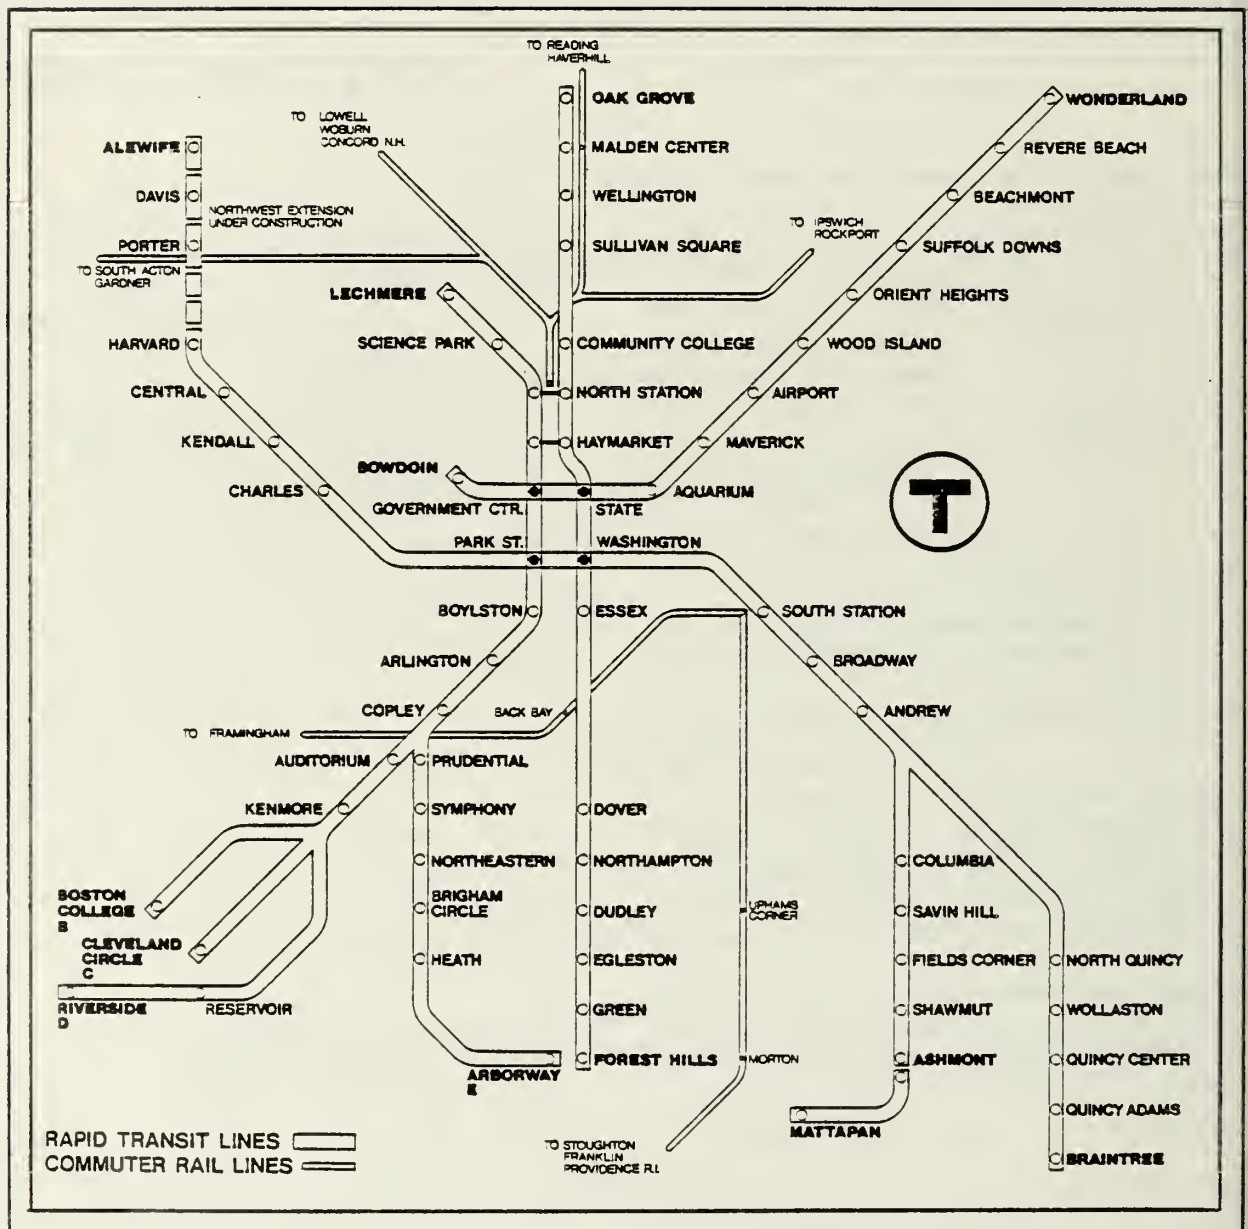 TO READING
HAVERHILL
OAK GROVE
WONDERLAND
TO LOWELL
WOBURN
CONCORD N.H.
ALEWIFE
MALDEN CENTER
REVERE BEACH
DAVIS
WELLINGTON
BEACHMONT
NORTHWEST EXTENSION
UNDER CONSTRUCTION
TO IPSWICH
ROCKPORT
PORTER
SULLIVAN SQUARE
SUFFOLK DOWNS
TO SOUTH ACTON
GARDNER
LECHMERE
ORIENT HEIGHTS
HARVARD
SCIENCE PARK
COMMUNITY COLLEGE
WOOD ISLAND
CENTRAL
NORTH STATION
AIRPORT
KENDALL
HAYMARKET
MAVERICK
BOWDOIN
CHARLES
AQUARIUM
GOVERNMENT CTR.
STATE
T
PARK ST.
WASHINGTON
BOYLSTON
ESSEX
SOUTH STATION
ARLINGTON
BROADWAY
COPLEY
BACK BAY
ANDREW
TO FRAMINGHAM
AUDITORIUM
PRUDENTIAL
KENMORE
SYMPHONY
DOVER
NORTHEASTERN
NORTHAMPTON
COLUMBIA
BOSTON
COLLEGE
B
BRIGHAM
CIRCLE
DUDLEY
UPHAMS
CORNER
SAVIN HILL
CLEVELAND
CIRCLE
C
HEATH
EGLESTON
FIELDS CORNER
NORTH QUINCY
RIVERSIDE
D
RESERVOIR
GREEN
SHAWMUT
WOLLASTON
ARBORWAY
E
FOREST HILLS
MORTON
ASHMONT
QUINCY CENTER
MATTAPAN
QUINCY ADAMS
RAPID TRANSIT LINES
COMMUTER RAIL LINES
TO STOUGHTON
FRANKLIN
PROVIDENCE R.I.
BRAINTREE